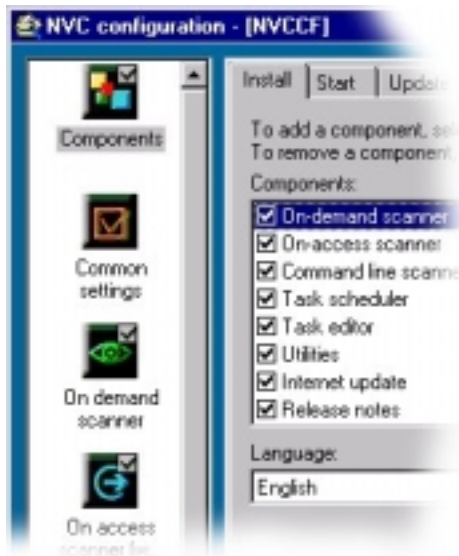 NVC configuration - [NVCCF]
Components
Common
settings
On demand
scanner
On access
Install
Start
To add a component,
To remove a component,
Components:
On-demand scanner
On-access scanner
Command line
Task scheduler
Task editor
Utilities
Internet update
Release notes
Language:
English